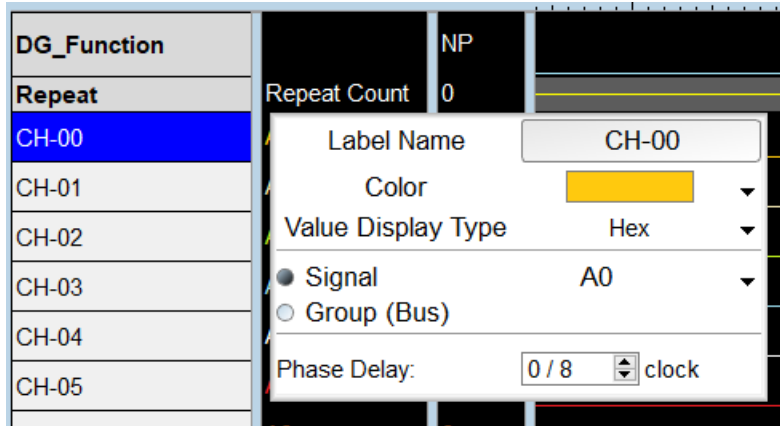 DG_Function NP
Repeat Repeat Count 0
CH-00
Label Name CH-00
CH-01
Color
CH-02
Value Display Type Hex
CH-03
Signal A0
Group (Bus)
CH-04
Phase Delay: 0 / 8 clock
CH-05